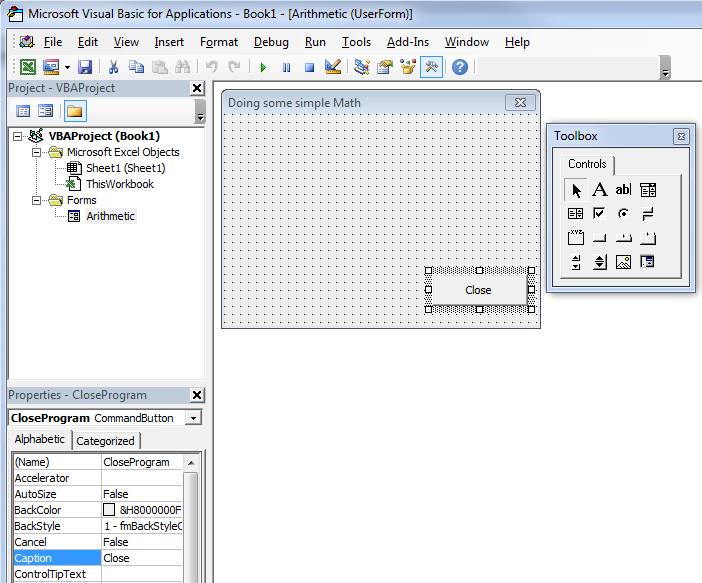 Microsoft Visual Basic for Applications - Book1 - [Arithmetic (UserForm)]
File Edit View Insert Format Debug Run Tools Add-Ins Window Help
Project - VBAProject
VBAProject (Book1)
Microsoft Excel Objects
Sheet1 (Sheet1)
ThisWorkbook
Forms
Arithmetic
Doing some simple Math
Close
Toolbox
Controls
A ab
XYZ
Properties - CloseProgram
CloseProgram CommandButton
Alphabetic Categorized
(Name) CloseProgram
Accelerator
AutoSize False
BackColor &H8000000F
BackStyle 1 - fmBackStyleO
Cancel False
Caption Close
ControlTipText